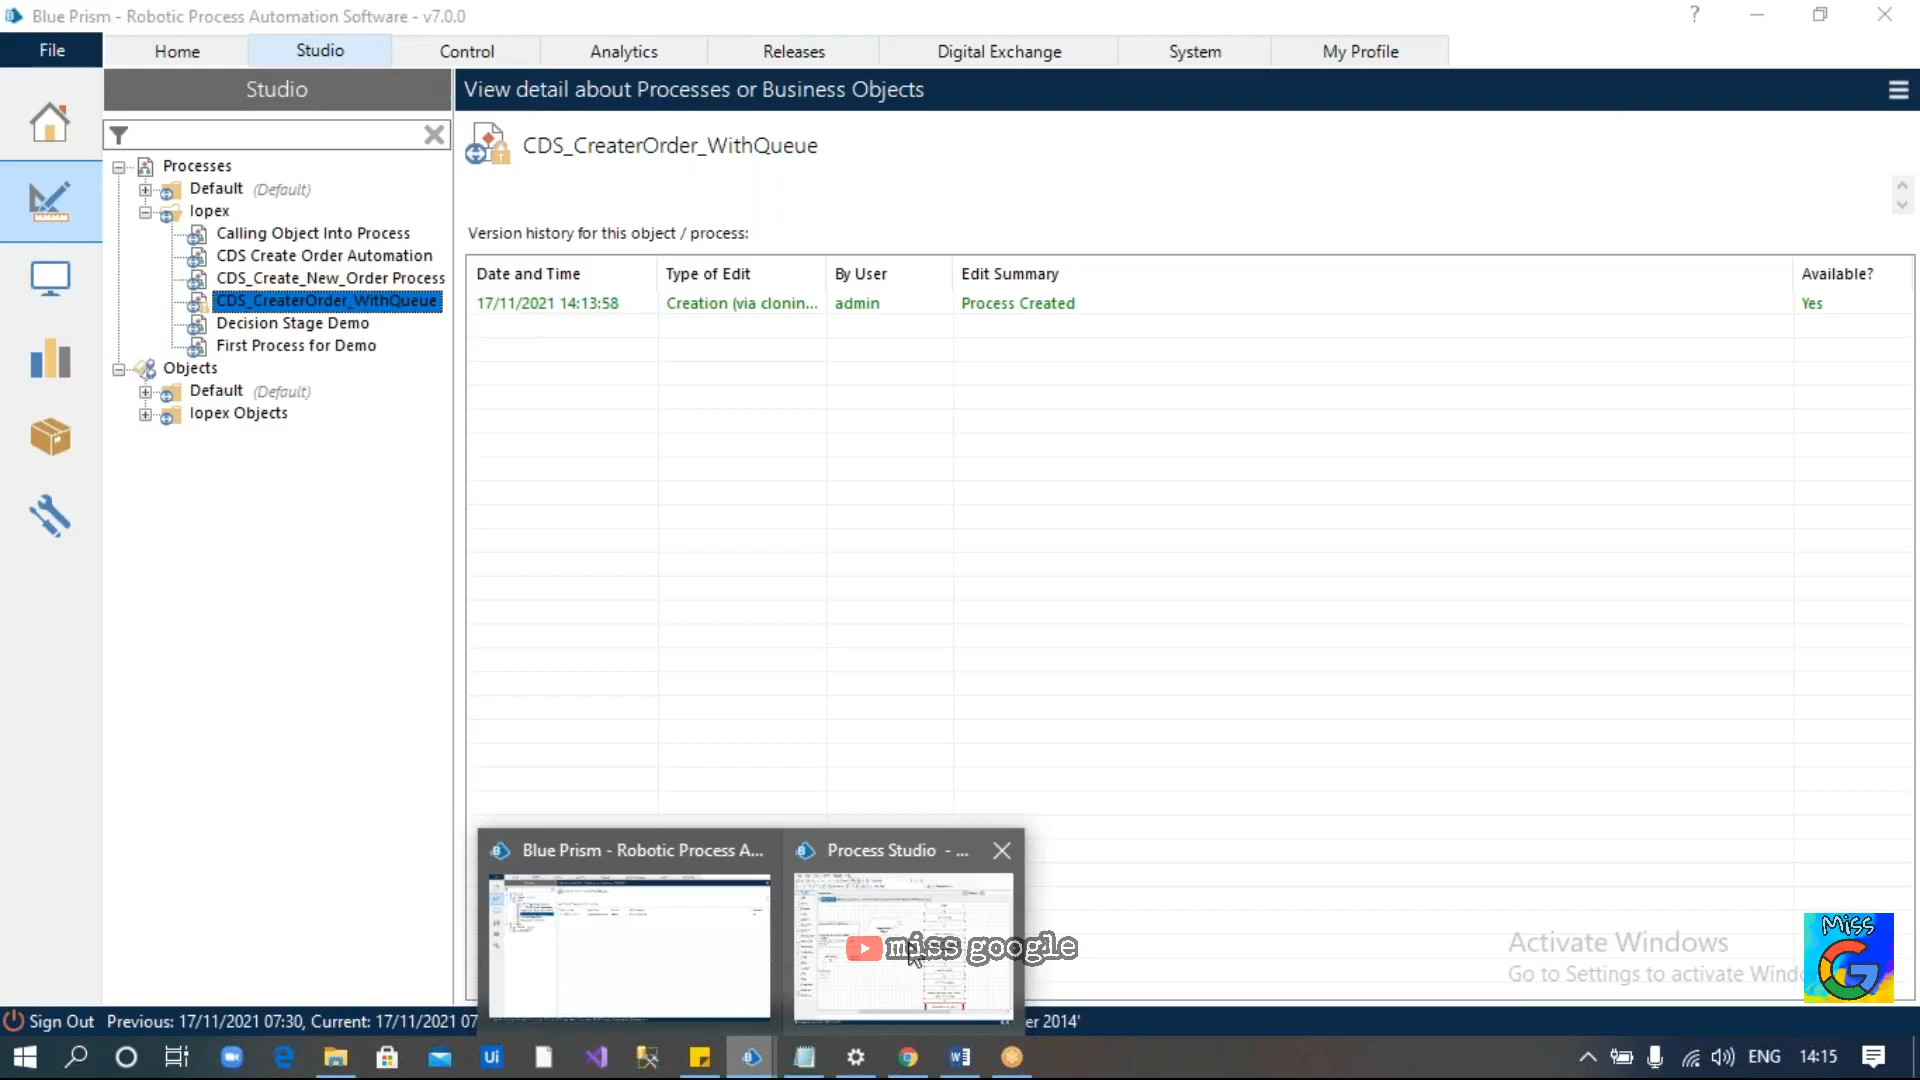 Blue Prism - Robotic Process Automation Software - v7.0.0
?
File
Home
Studio
Control
Analytics
Releases
Digital Exchange
System
My Profile
Studio
View detail about Processes or Business Objects
CDS_CreaterOrder_WithQueue
Processes
Default (Default)
Iopex
Calling Object Into Process
CDS Create Order Automation
CDS_Create_New_Order Process
CDS_CreaterOrder_WithQueue
Decision Stage Demo
First Process for Demo
Objects
Default (Default)
Iopex Objects
Version history for this object / process:
Date and Time Type of Edit By User Edit Summary Available?
17/11/2021 14:13:58 Creation (via clonin... admin Process Created Yes
Blue Prism - Robotic Process A...
Process Studio - ...
miss google
Activate Windows
Go to Settings to activate Windo
Miss
G
Sign Out Previous: 17/11/2021 07:30, Current: 17/11/2021 07
er 2014'
Ui
ENG
14:15